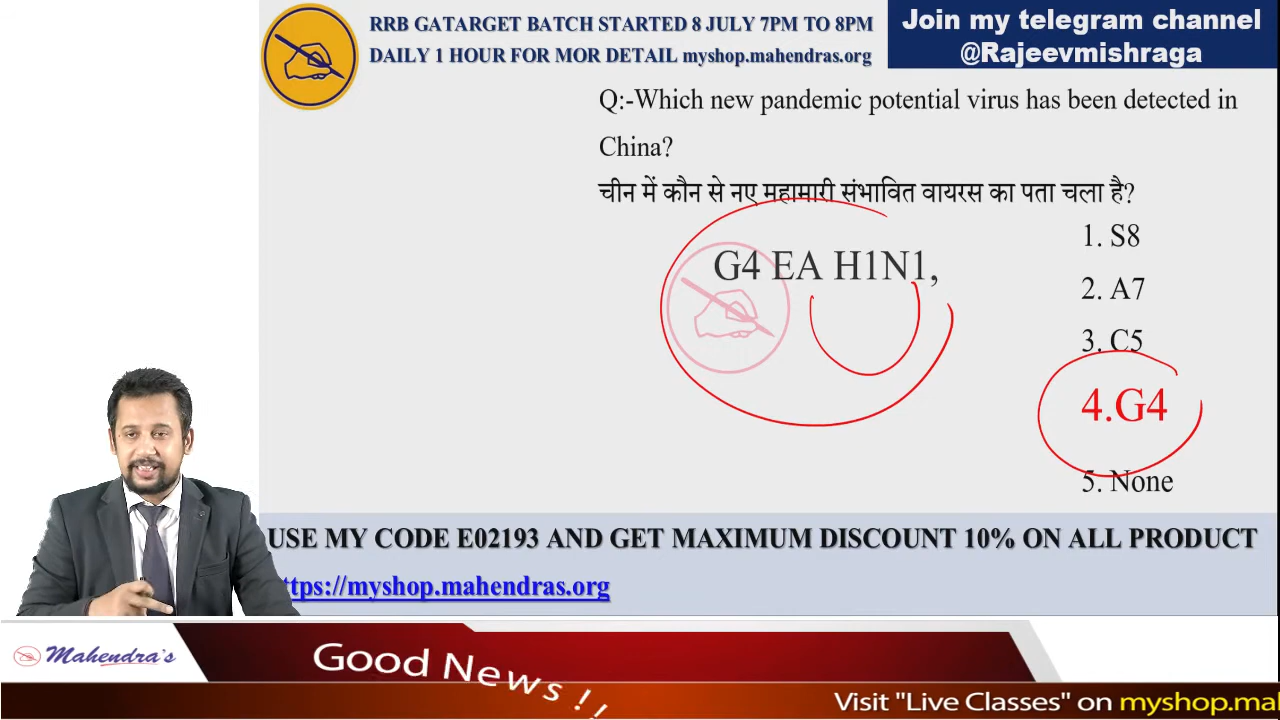 RRB GATARGET BATCH STARTED 8 JULY 7PM TO 8PM
DAILY 1 HOUR FOR MOR DETAIL myshop.mahendras.org
Join my telegram channel
@Rajeevmishraga
Q:-Which new pandemic potential virus has been detected in
China?
चीन में कौन से नए महामारी संभावित वायरस का पता चला है?
G4 EA H1N1,
1. S8
2. A7
3. C5
4.G4
5. None
USE MY CODE E02193 AND GET MAXIMUM DISCOUNT 10% ON ALL PRODUCT
ttps://myshop.mahendras.org
Mahendra's
Good News !!
Visit "Live Classes" on myshop.ma